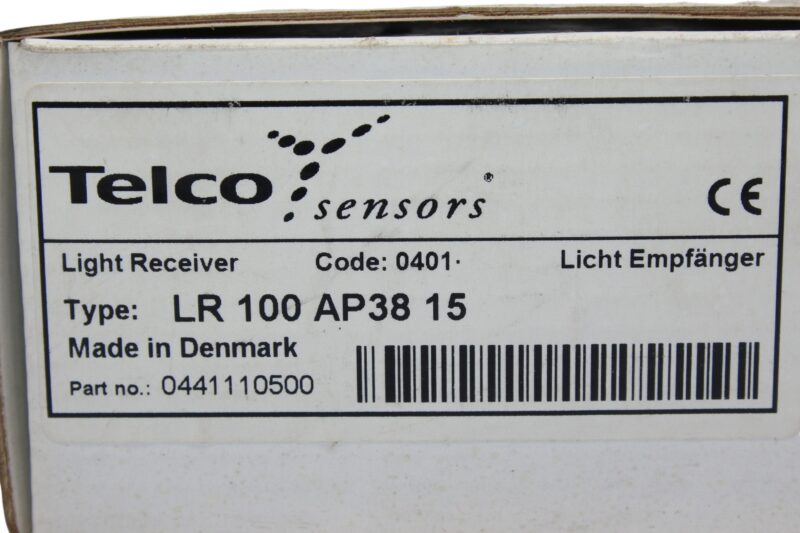 Telco sensors®
CE
Light Receiver Code: 0401· Licht Empfänger
Type: LR 100 AP38 15
Made in Denmark
Part no.: 0441110500